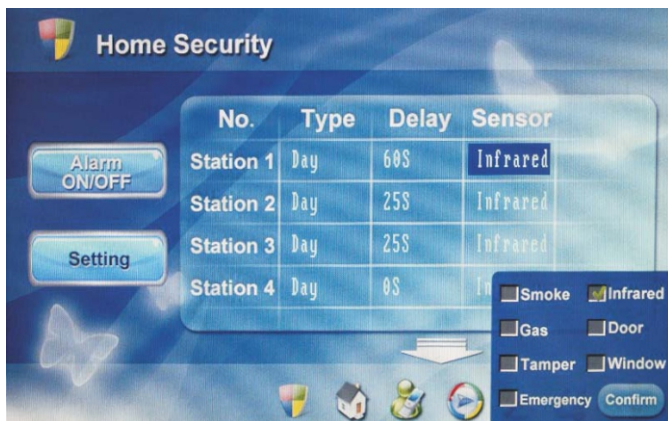 Home Security
No. Type Delay Sensor
Alarm
ON/OFF
Station 1 Day 60S Infrared
Station 2 Day 25S Infrared
Setting
Station 3 Day 25S Infrared
Station 4 Day 0S
Smoke Infrared
Gas Door
Tamper Window
Emergency Confirm